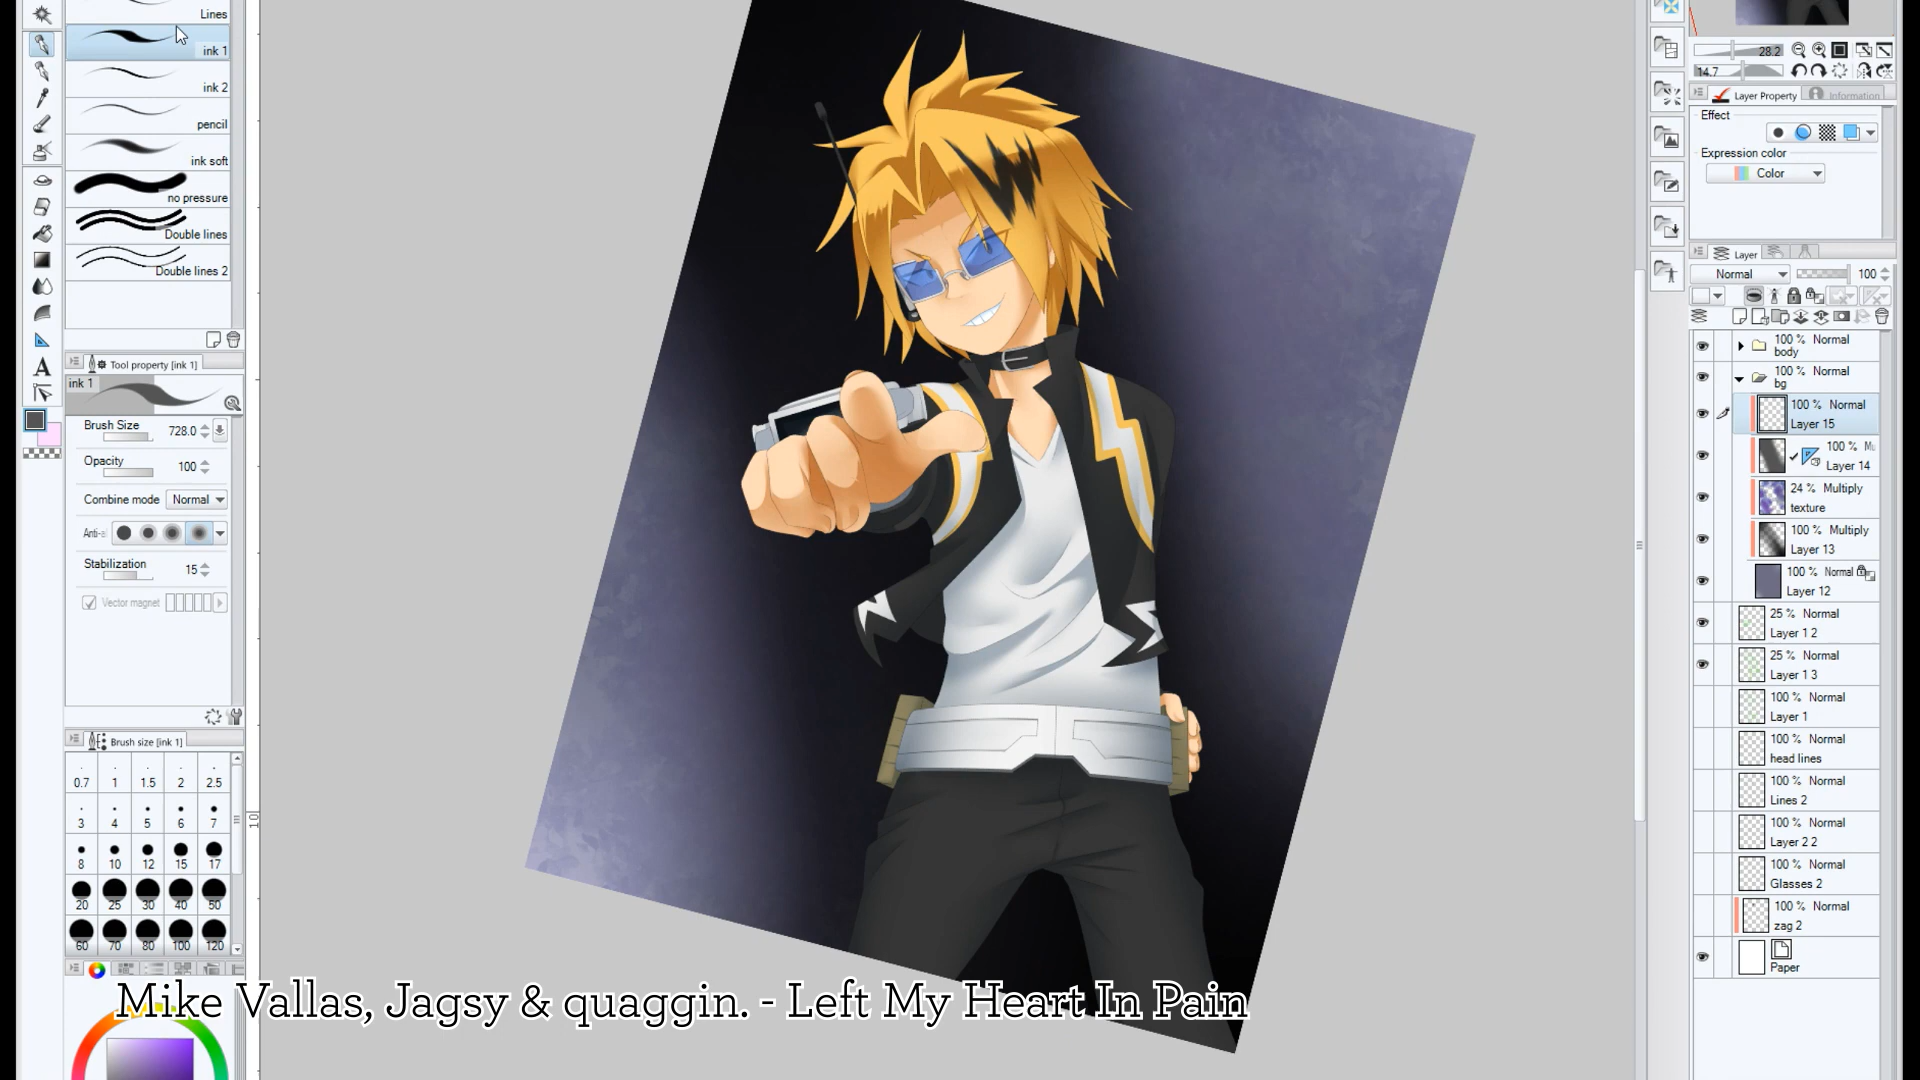 Lines
ink 1
ink 2
pencil
ink soft
no pressure
Double lines
Double lines 2
Tool property [ink 1]
ink 1
Brush Size 728.0
Opacity 100
Combine mode Normal
Anti-al
Stabilization 15
Vector magnet
Brush size [ink 1]
0.7 1 1.5 2 2.5
3 4 5 6 7
8 10 12 15 17
20 25 30 40 50
60 70 80 100 120
10
28.2
14.7
Layer Property Information
Effect
Expression color
Color
Layer
Normal 100
100 % Normal
body
100 % Normal
bg
100 % Normal
Layer 15
100 % Mu
Layer 14
24 % Multiply
texture
100 % Multiply
Layer 13
100 % Normal
Layer 12
25 % Normal
Layer 1 2
25 % Normal
Layer 1 3
100 % Normal
Layer 1
100 % Normal
head lines
100 % Normal
Lines 2
100 % Normal
Layer 2 2
100 % Normal
Glasses 2
100 % Normal
zag 2
Paper
Mike Vallas, Jagsy & quaggin. - Left My Heart In Pain